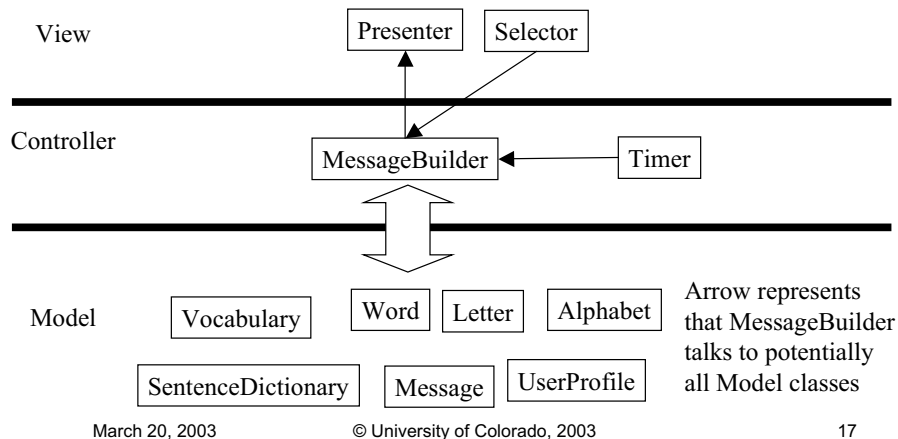 View
Presenter
Selector
Controller
MessageBuilder
Timer
Model
Vocabulary
Word
Letter
Alphabet
SentenceDictionary
Message
UserProfile
Arrow represents
that MessageBuilder
talks to potentially
all Model classes
March 20, 2003
© University of Colorado, 2003
17